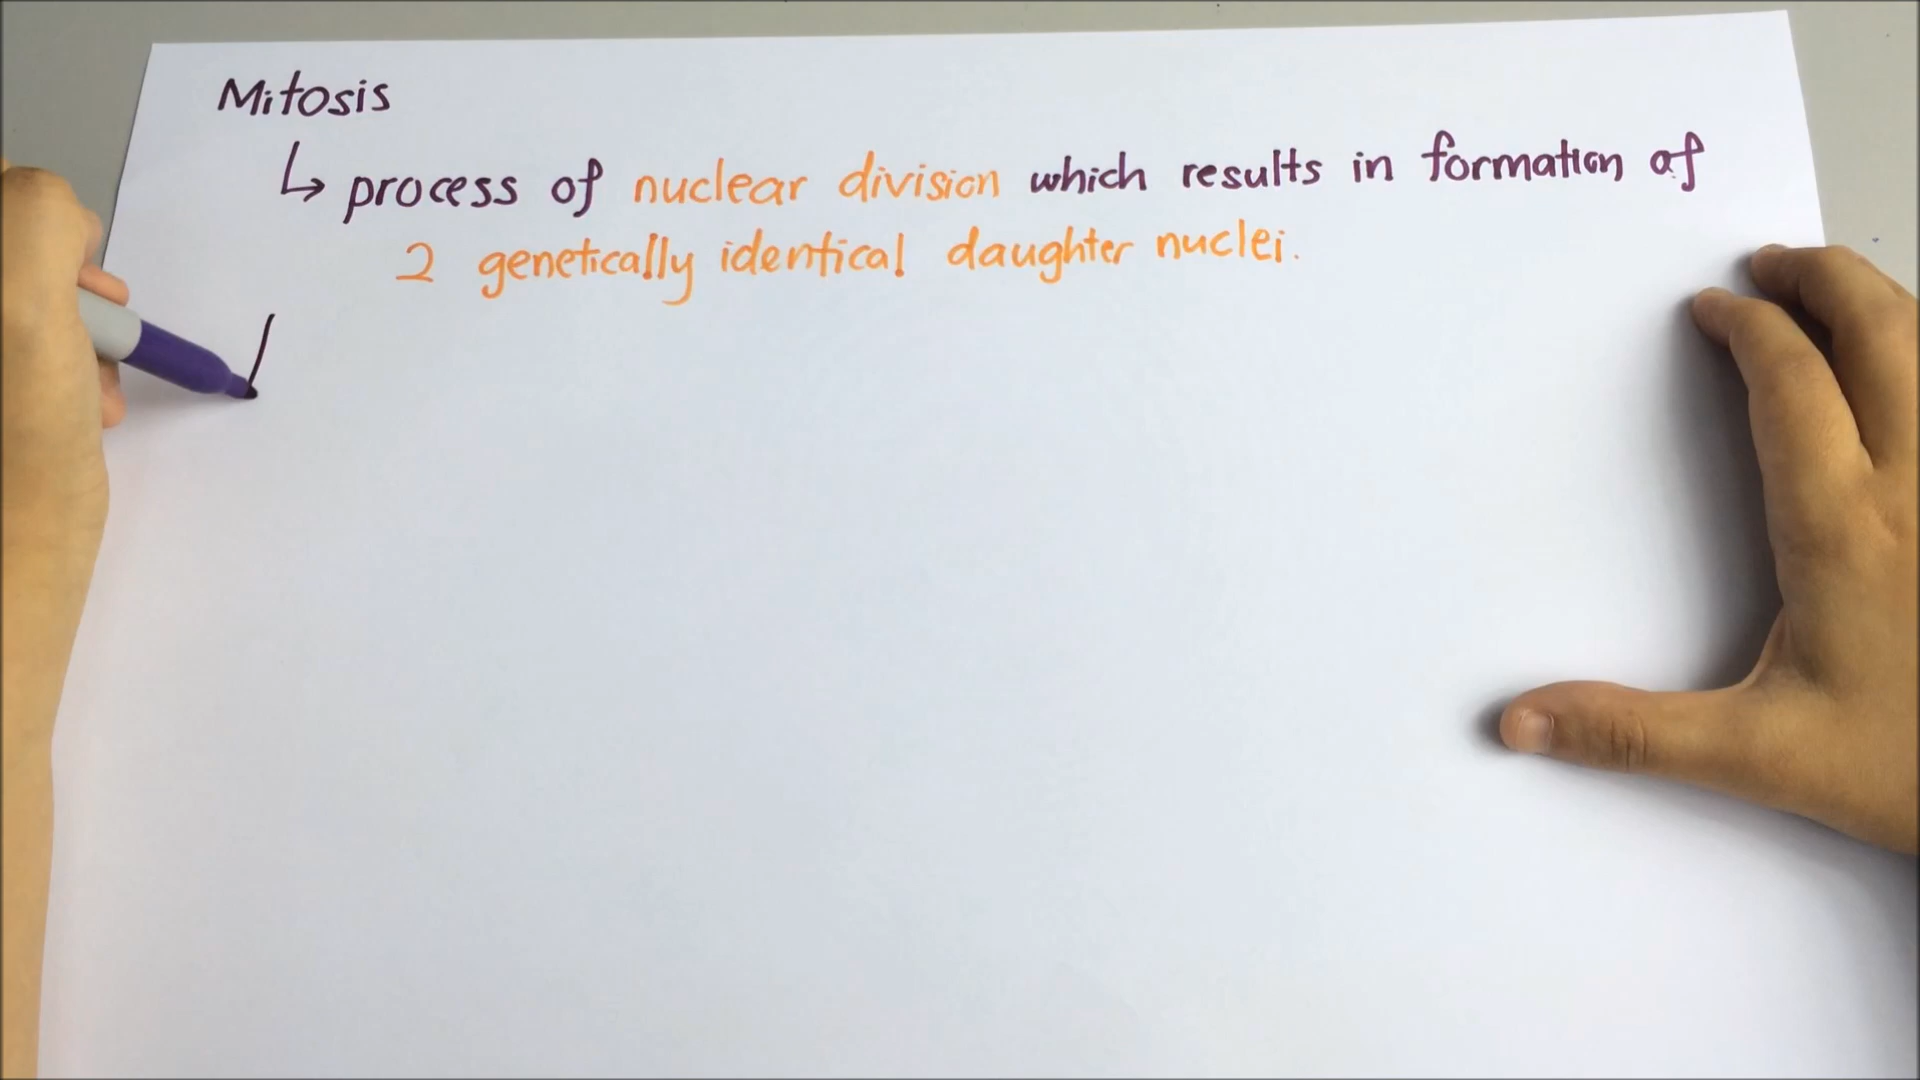 Mitosis
↳ process of nuclear division which results in formation of
2 genetically identical daughter nuclei.